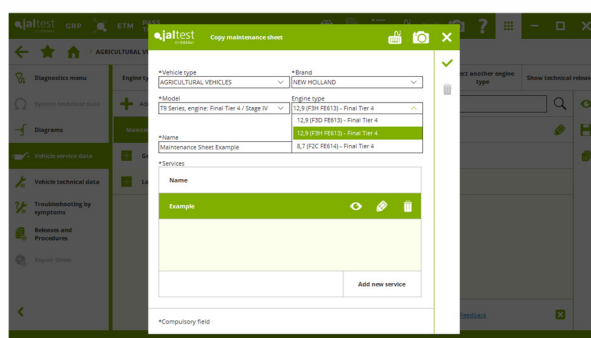 jaltest GRP ETM PASS
jaltest Copy maintenance sheet
AGRICULTURAL
Diagnostics menu
Engine
System technical data
Diagrams
Vehicle service data
Vehicle technical data
Troubleshooting by
symptoms
Releases and
Procedures
*Vehicle type
AGRICULTURAL VEHICLES
*Brand
NEW HOLLAND
*Model
T9 Series, engine: Final Tier 4 / Stage IV
Engine type
12,9 (F3H FE613) - Final Tier 4
12,9 (F3D FE613) - Final Tier 4
12,9 (F3H FE613) - Final Tier 4
8,7 (F2C FE614) - Final Tier 4
*Name
Maintenance Sheet Example
*Services
Name
Example
Add new service
*Compulsory field
another engine
type
Show technical
Feedback